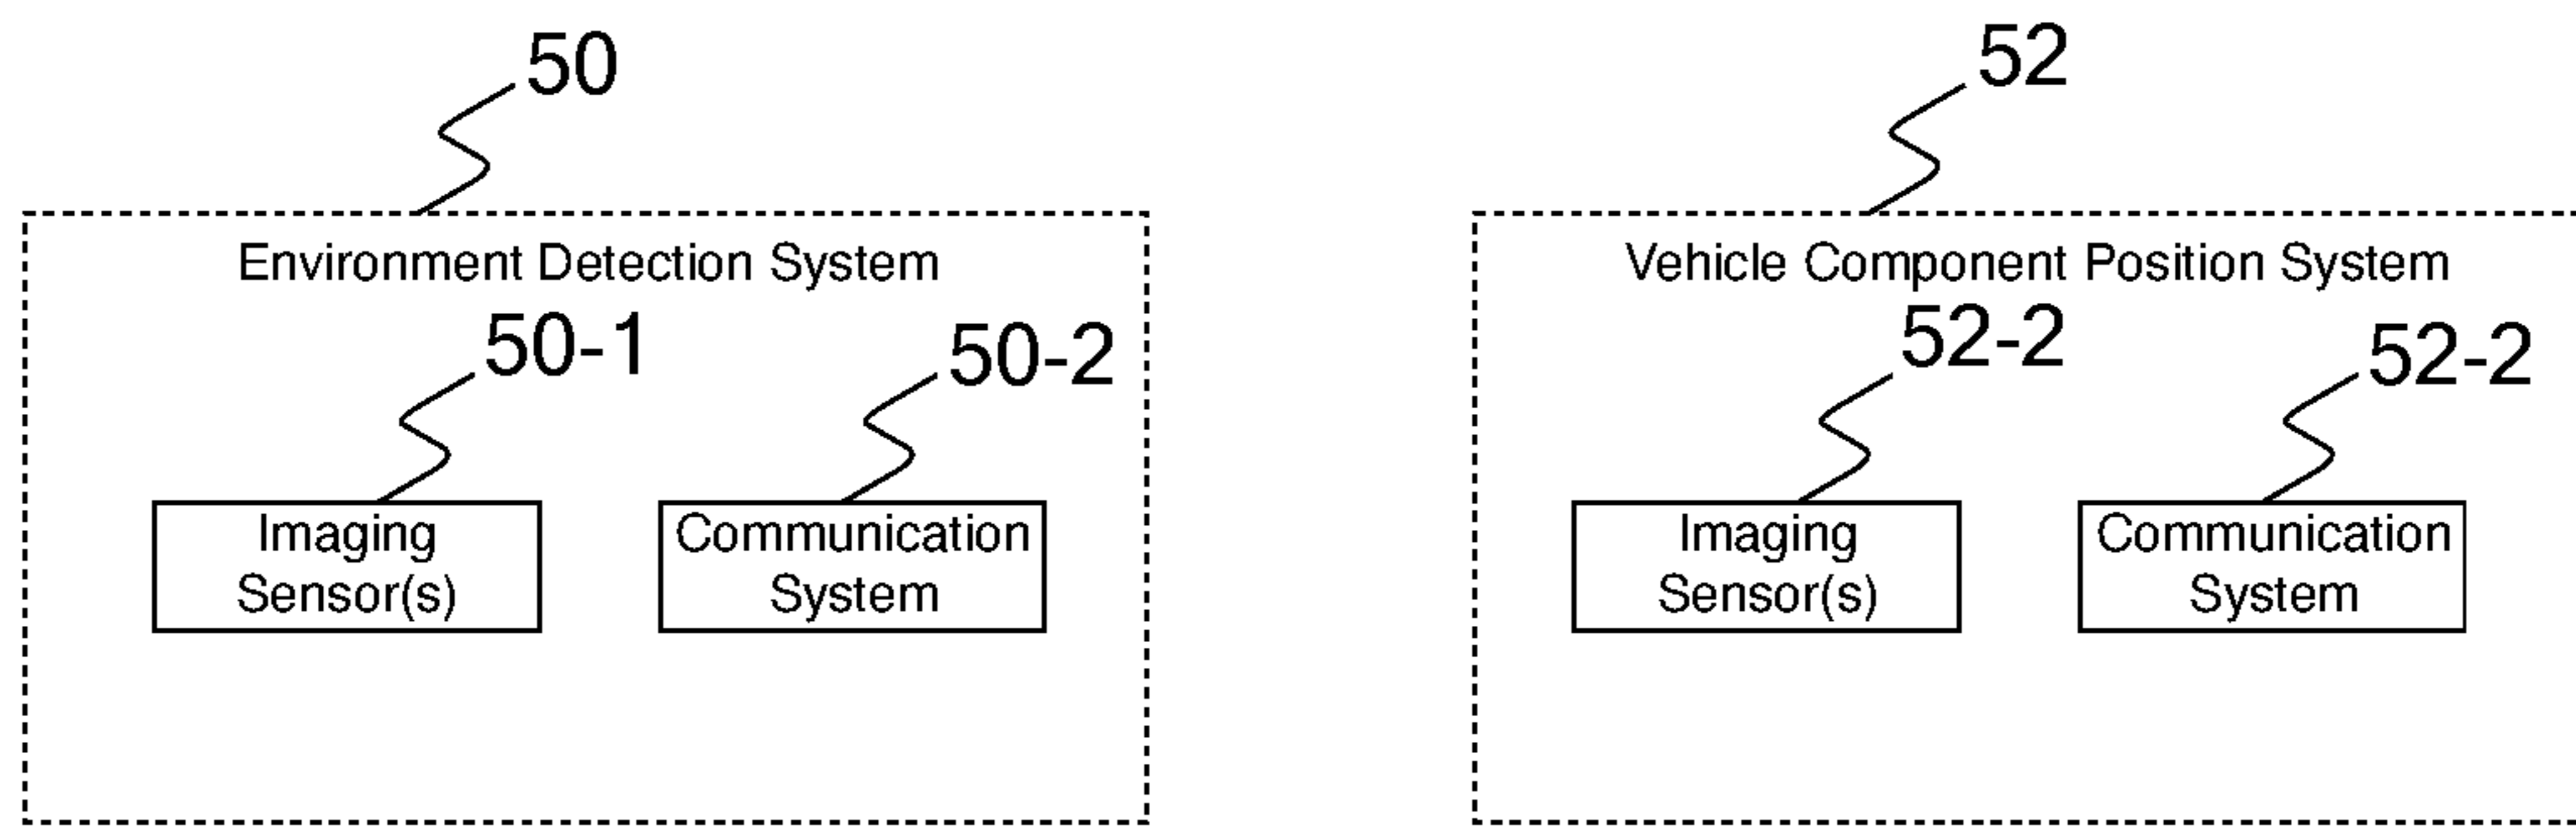 50
52
Environment Detection System
Vehicle Component Position System
50-1
50-2
52-2
52-2
Imaging
Sensor(s)
Communication
System
Imaging
Sensor(s)
Communication
System